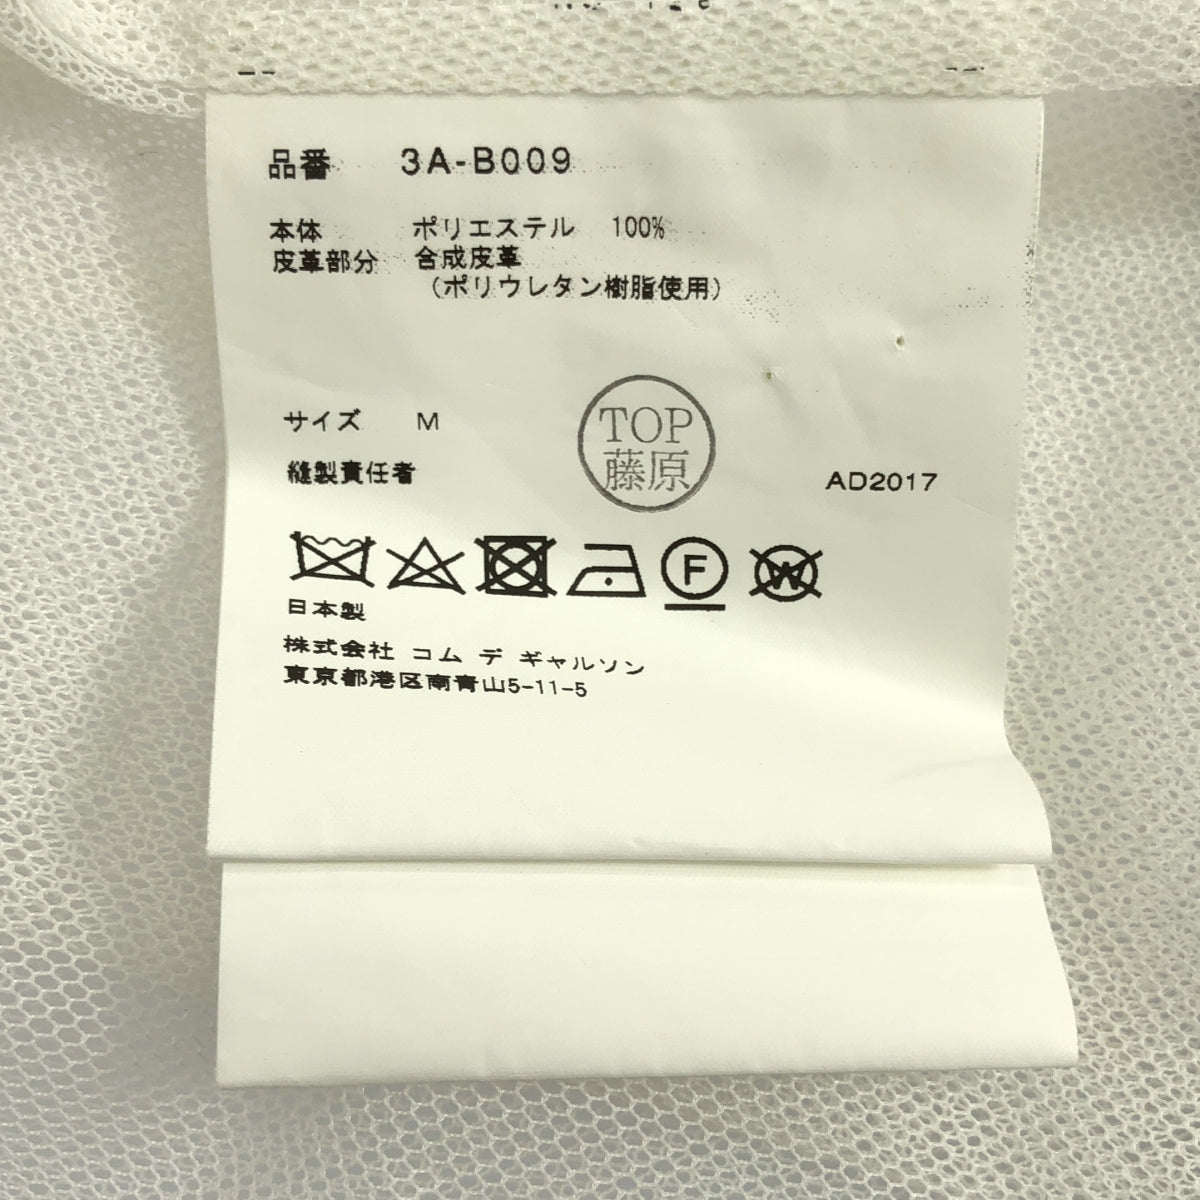 品番 3A-B009
本体 ポリエステル 100%
皮革部分 合成皮革
(ポリウレタン樹脂使用)
サイズ M
TOP
藤原
縫製責任者
AD2017
F
W
日本製
株式会社 コム デ ギャルソン
東京都港区南青山5-11-5